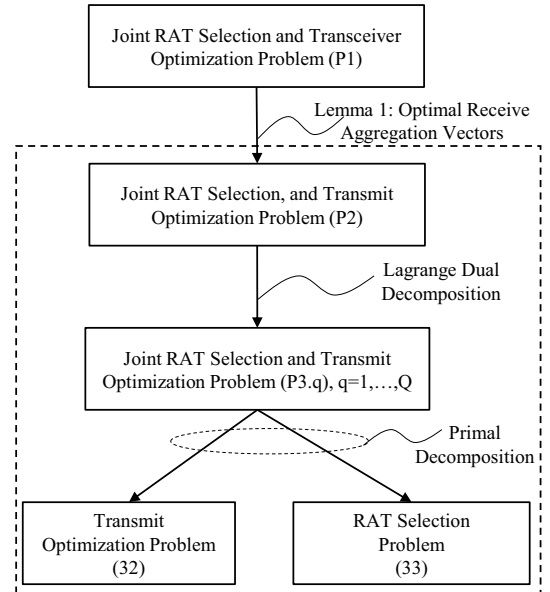 Joint RAT Selection and Transceiver
Optimization Problem (P1)
Lemma 1: Optimal Receive
Aggregation Vectors
Joint RAT Selection, and Transmit
Optimization Problem (P2)
Lagrange Dual
Decomposition
Joint RAT Selection and Transmit
Optimization Problem (P3.q), q=1,…,Q
Primal
Decomposition
Transmit
Optimization Problem
(32)
RAT Selection
Problem
(33)